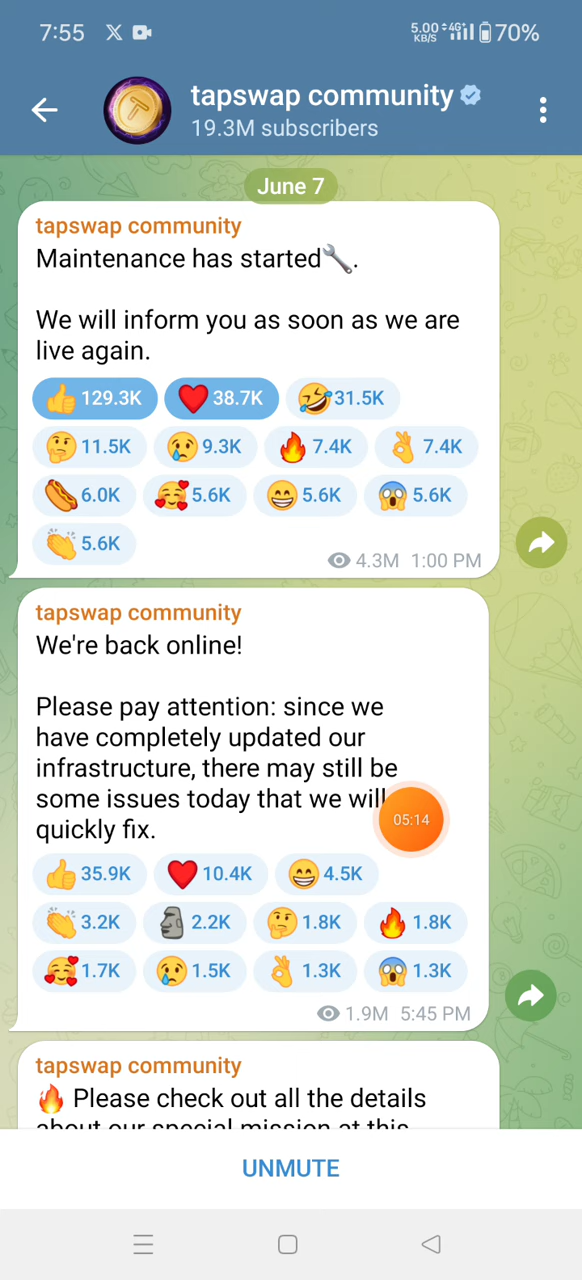 7:55
5.00 KB/S 4G 70%
tapswap community
19.3M subscribers
June 7
tapswap community
Maintenance has started🔧.
We will inform you as soon as we are
live again.
👍 129.3K ❤️ 38.7K 🤣 31.5K
🤔 11.5K 😢 9.3K 🔥 7.4K 👌 7.4K
🌭 6.0K 🥰 5.6K 😁 5.6K 😱 5.6K
👏 5.6K
4.3M 1:00 PM
tapswap community
We're back online!
Please pay attention: since we
have completely updated our
infrastructure, there may still be
some issues today that we will
05:14
quickly fix.
👍 35.9K ❤️ 10.4K 😁 4.5K
👏 3.2K 🗿 2.2K 🤔 1.8K 🔥 1.8K
🥰 1.7K 😢 1.5K 👌 1.3K 😱 1.3K
1.9M 5:45 PM
tapswap community
🔥 Please check out all the details
about our special mission at this
UNMUTE